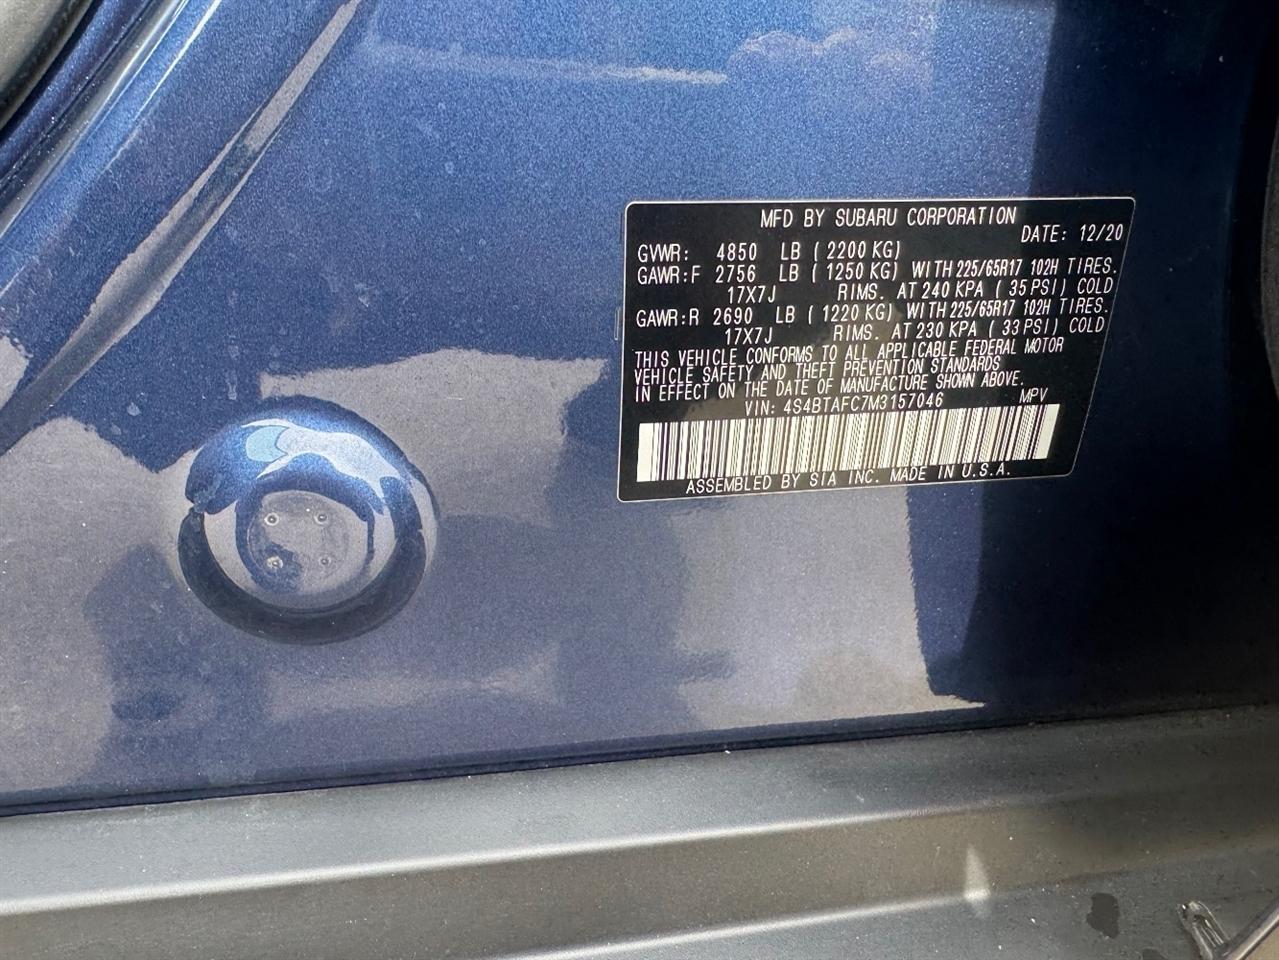 MFD BY SUBARU CORPORATION
DATE: 12/20
GVWR: 4850 LB (2200 KG)
GAWR:F 2756 LB (1250 KG) WITH 225/65R17 102H TIRES.
17X7J RIMS. AT 240 KPA (35 PSI) COLD
GAWR:R 2690 LB (1220 KG) WITH 225/65R17 102H TIRES.
17X7J RIMS. AT 230 KPA (33 PSI) COLD
THIS VEHICLE CONFORMS TO ALL APPLICABLE FEDERAL MOTOR
VEHICLE SAFETY AND THEFT PREVENTION STANDARDS
IN EFFECT ON THE DATE OF MANUFACTURE SHOWN ABOVE.
VIN: 4S4BTAFC7M3157046 MPV
ASSEMBLED BY SIA INC. MADE IN U.S.A.